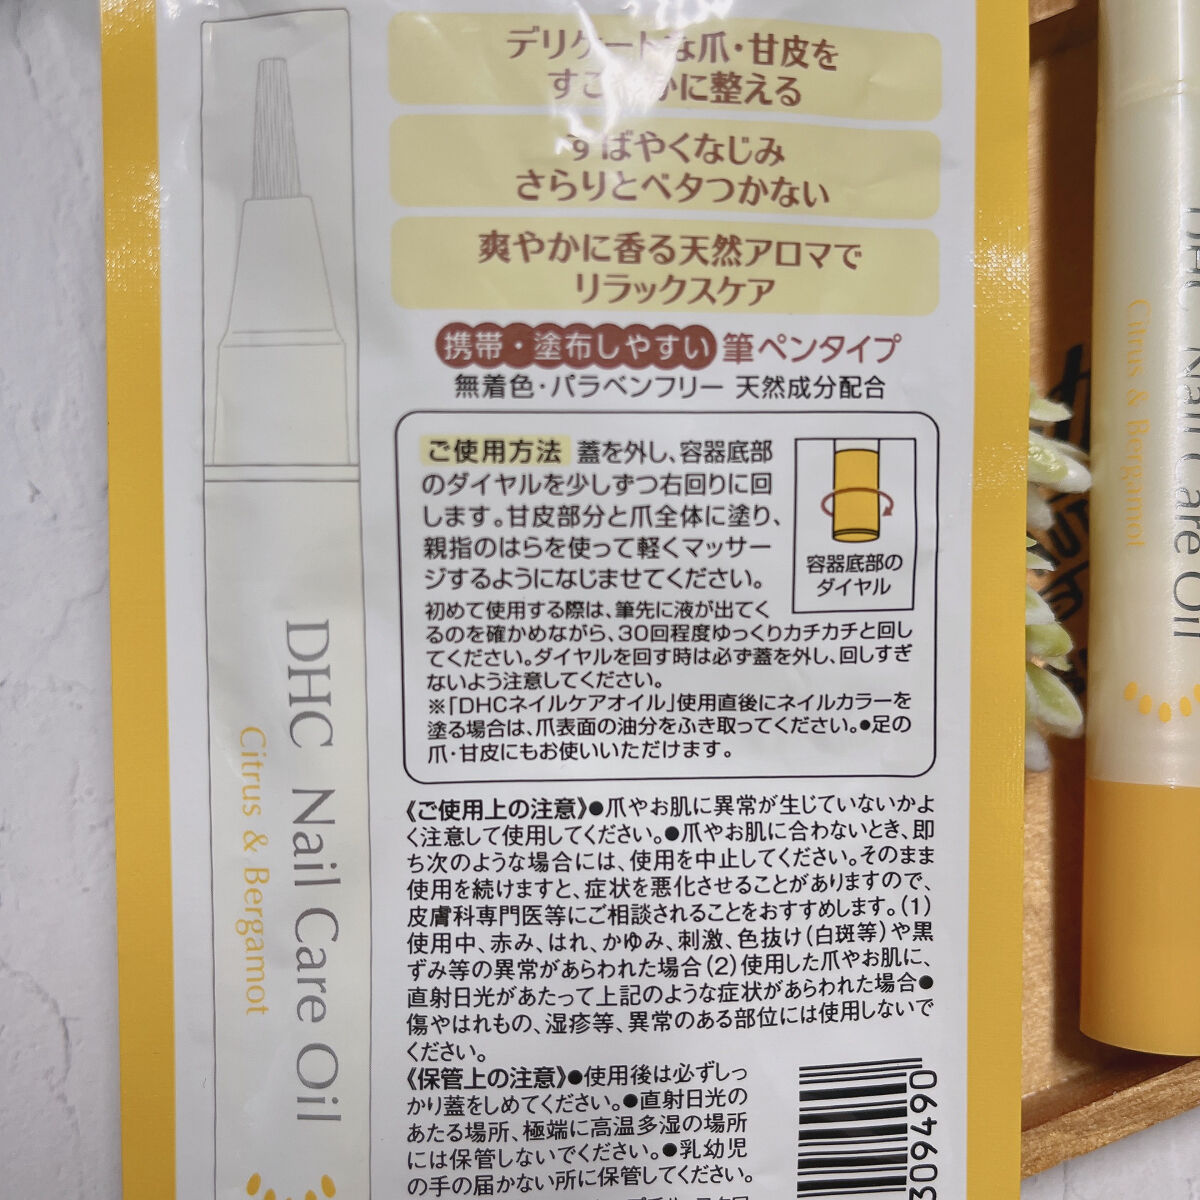 デリケートな爪・甘皮を
すこやかに整える
すばやくなじみ
さらりとベタつかない
爽やかに香る天然アロマで
リラックスケア
携帯・塗布しやすい 筆ペンタイプ
無着色・パラベンフリー 天然成分配合
ご使用方法 蓋を外し、容器底部
のダイヤルを少しずつ右回りに回
します。甘皮部分と爪全体に塗り、
親指のはらを使って軽くマッサー
ジするようになじませてください。
初めて使用する際は、筆先に液が出てく
るのを確かめながら、30回程度ゆっくりカチカチと回し
てください。ダイヤルを回す時は必ず蓋を外し、回しすぎ
ないよう注意してください。
※「DHCネイルケアオイル」使用直後にネイルカラーを
塗る場合は、爪表面の油分をふき取ってください。●足の
爪・甘皮にもお使いいただけます。
容器底部の
ダイヤル
《ご使用上の注意》●爪やお肌に異常が生じていないかよ
く注意して使用してください。●爪やお肌に合わないとき、即
ち次のような場合には、使用を中止してください。そのまま
使用を続けますと、症状を悪化させることがありますので、
皮膚科専門医等にご相談されることをおすすめします。(1)
使用中、赤み、はれ、かゆみ、刺激、色抜け(白斑等)や黒
ずみ等の異常があらわれた場合(2)使用した爪やお肌に、
直射日光があたって上記のような症状があらわれた場合●
傷やはれもの、湿疹等、異常のある部位には使用しないで
ください。
《保管上の注意》●使用後は必ずしっ
かり蓋をしめてください。●直射日光の
あたる場所、極端に高温多湿の場所
には保管しないでください。●乳幼児
の手の届かない所に保管してください。
DHC Nail Care Oil
Citrus & Bergamot
DHC Nail Care Oil
Citrus & Bergamot